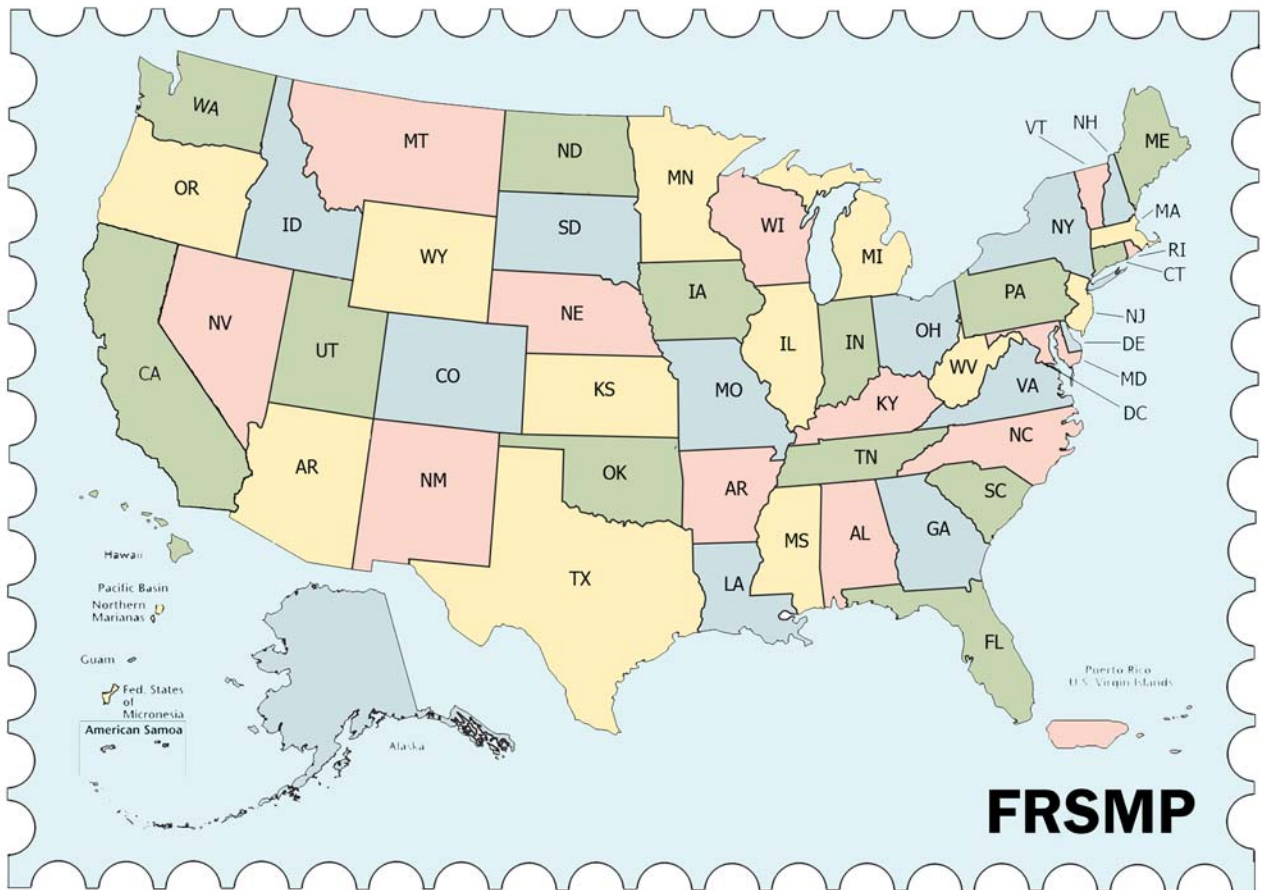 WA
MT
ND
MN
VT
NH
ME
OR
ID
SD
WI
NY
MA
WY
MI
RI
CT
IA
PA
NE
NV
UT
OH
IN
IL
NJ
DE
CA
CO
KS
MO
WV
VA
MD
KY
DC
NC
AR
NM
OK
TN
AR
SC
MS
AL
GA
TX
LA
FL
Hawaii
Pacific Basin
Northern
Marianas
Guam
Fed. States
of
Micronesia
American Samoa
Alaska
Puerto Rico
U.S. Virgin Islands
FRSMP